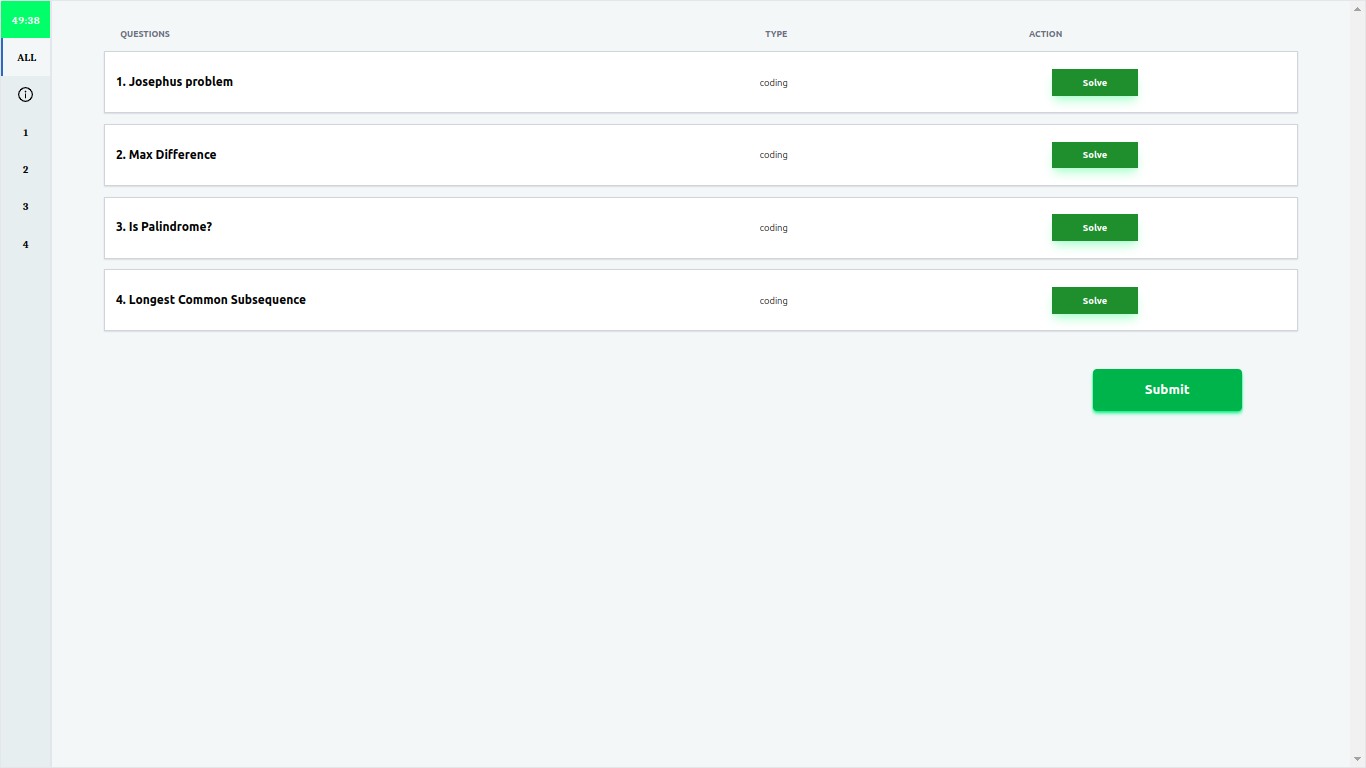 49:38
ALL
1
2
3
4
QUESTIONS TYPE ACTION
1. Josephus problem coding Solve
2. Max Difference coding Solve
3. Is Palindrome? coding Solve
4. Longest Common Subsequence coding Solve
Submit